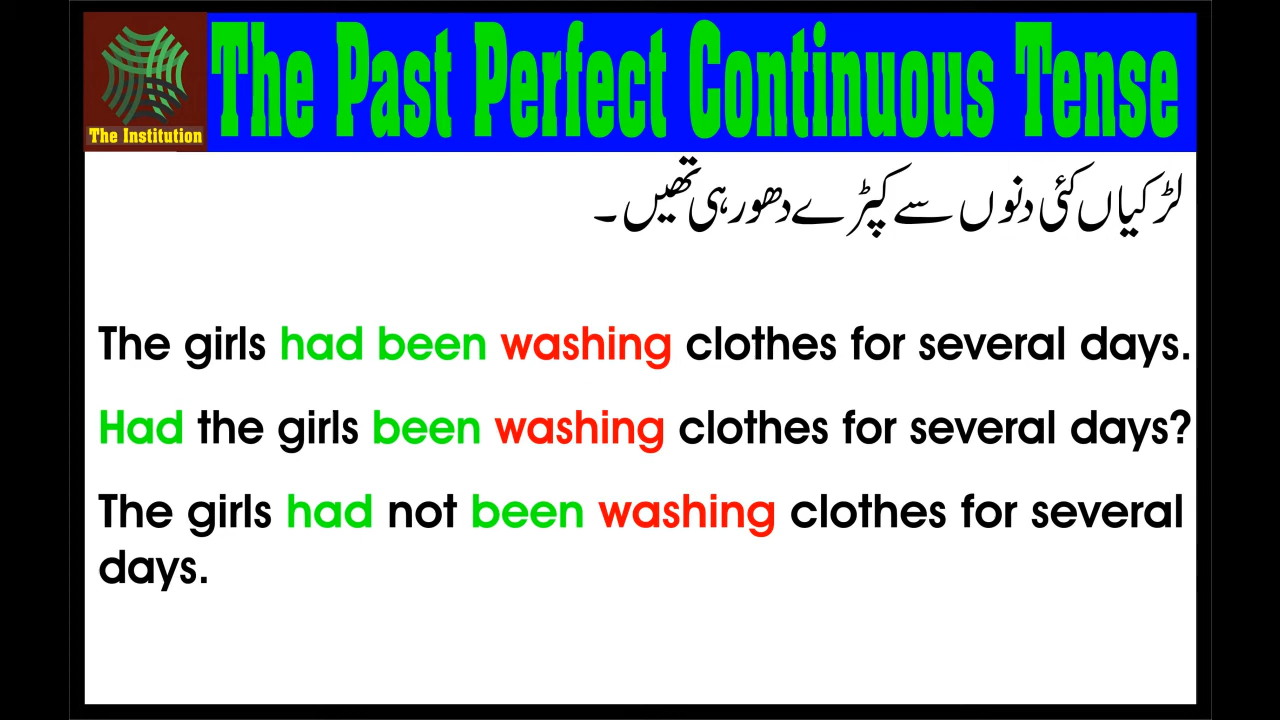 The Institution
The Past Perfect Continuous Tense
لڑکیاں کئی دنوں سے کپڑے دھو رہی تھیں۔
The girls had been washing clothes for several days.
Had the girls been washing clothes for several days?
The girls had not been washing clothes for several
days.